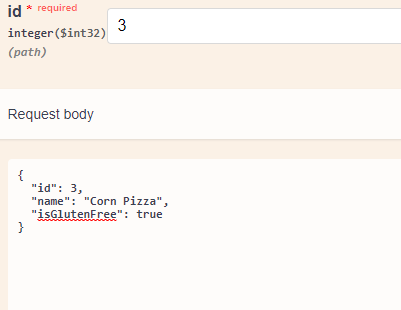 id * required
integer($int32) 3
(path)
Request body
{
  "id": 3,
  "name": "Corn Pizza",
  "isGlutenFree": true
}